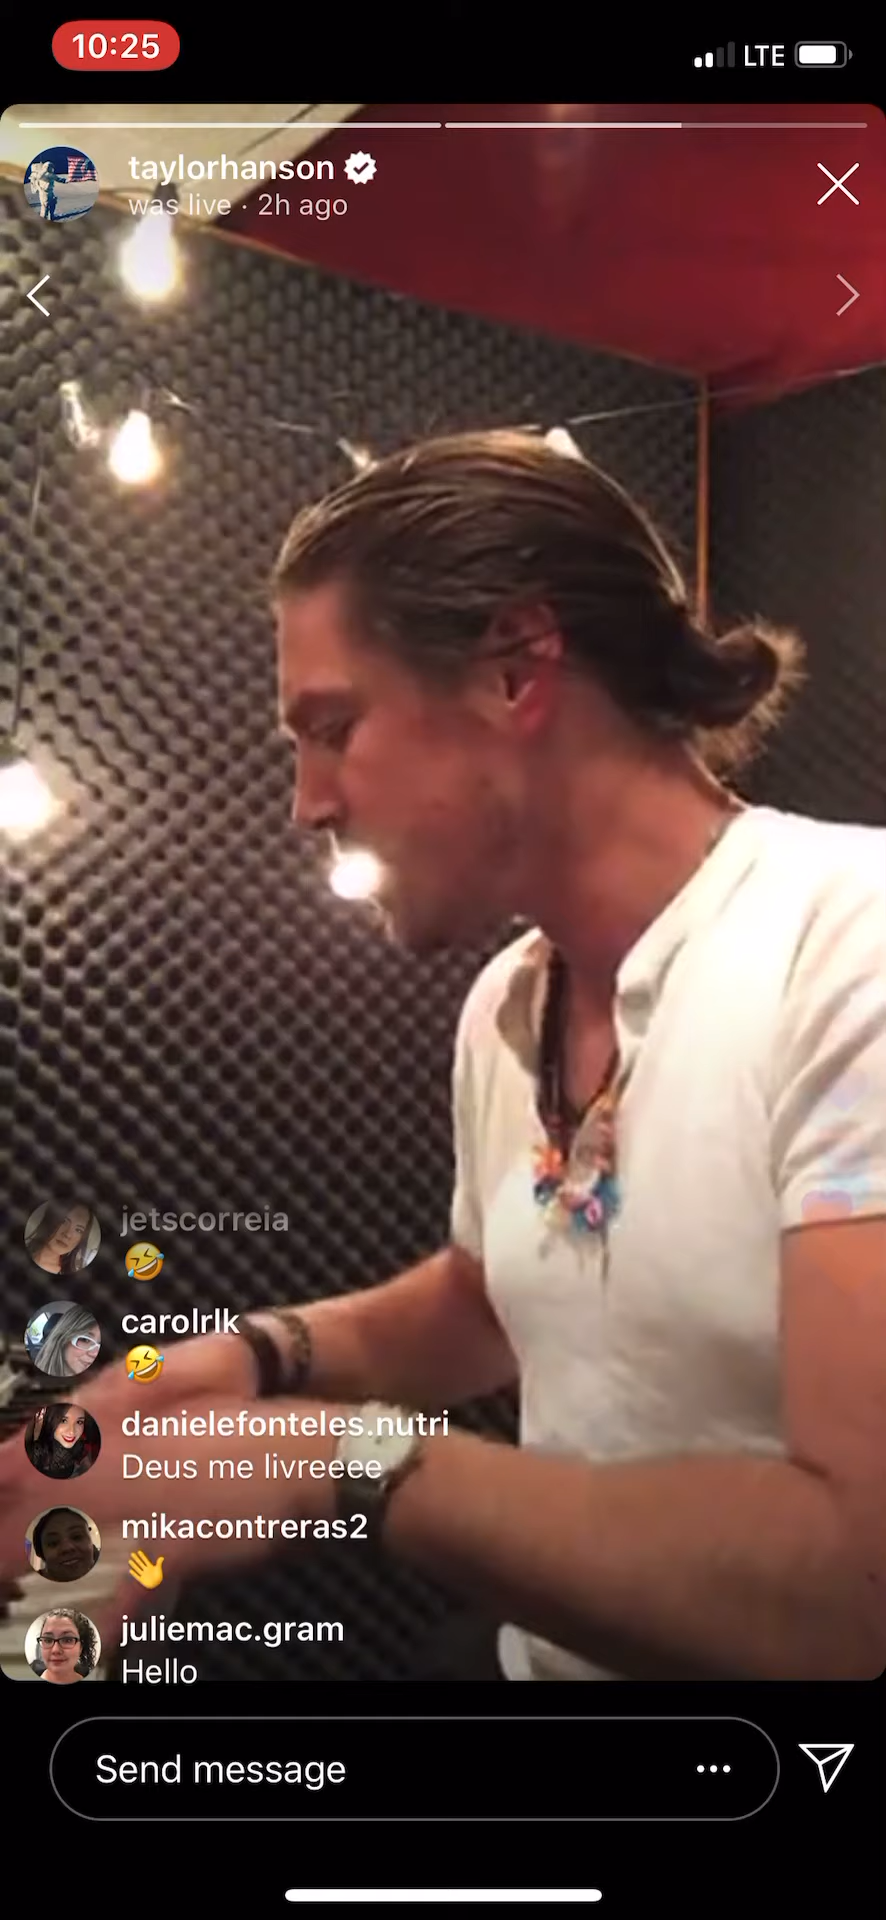 10:25
LTE
taylorhanson
was live · 2h ago
jetscorreia
🤣
carolrlk
🤣
danielefonteles.nutri
Deus me livreeee
mikacontreras2
👋
juliemac.gram
Hello
Send message